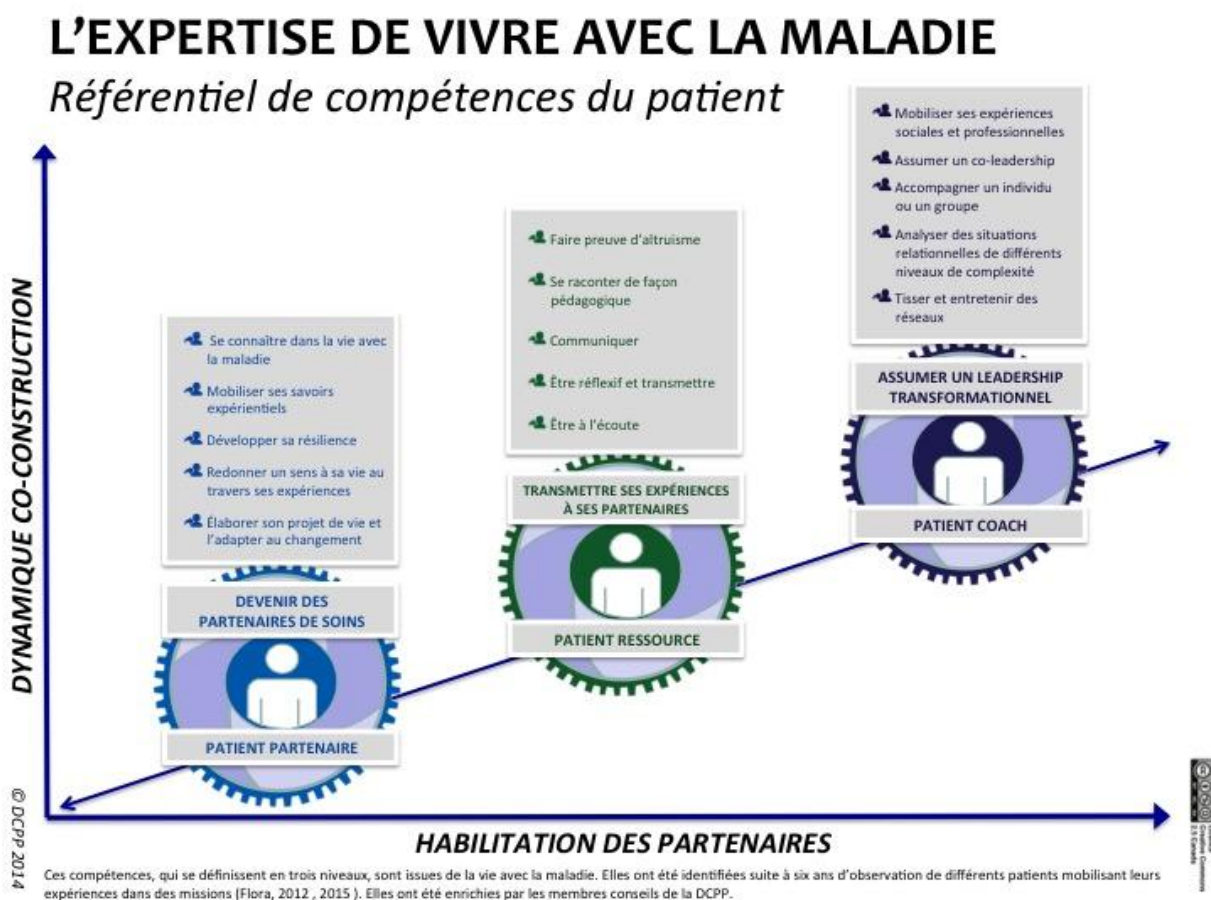 L'EXPERTISE DE VIVRE AVEC LA MALADIE
Référentiel de compétences du patient
DYNAMIQUE CO-CONSTRUCTION
Se connaître dans la vie avec
la maladie
Mobiliser ses savoirs
expérientiels
Développer sa résilience
Redonner un sens à sa vie au
travers ses expériences
Élaborer son projet de vie et
l'adapter au changement
DEVENIR DES
PARTENAIRES DE SOINS
PATIENT PARTENAIRE
Faire preuve d'altruisme
Se raconter de façon
pédagogique
Communiquer
Être réflexif et transmettre
Être à l'écoute
TRANSMETTRE SES EXPÉRIENCES
À SES PARTENAIRES
PATIENT RESSOURCE
Mobiliser ses expériences
sociales et professionnelles
Assumer un co-leadership
Accompagner un individu
ou un groupe
Analyser des situations
relationnelles de différents
niveaux de complexité
Tisser et entretenir des
réseaux
ASSUMER UN LEADERSHIP
TRANSFORMATIONNEL
PATIENT COACH
HABILITATION DES PARTENAIRES
© DCPP 2014
Creative Commons
2.5 Canada
Ces compétences, qui se définissent en trois niveaux, sont issues de la vie avec la maladie. Elles ont été identifiées suite à six ans d'observation de différents patients mobilisant leurs
expériences dans des missions (Flora, 2012 , 2015 ). Elles ont été enrichies par les membres conseils de la DCPP.